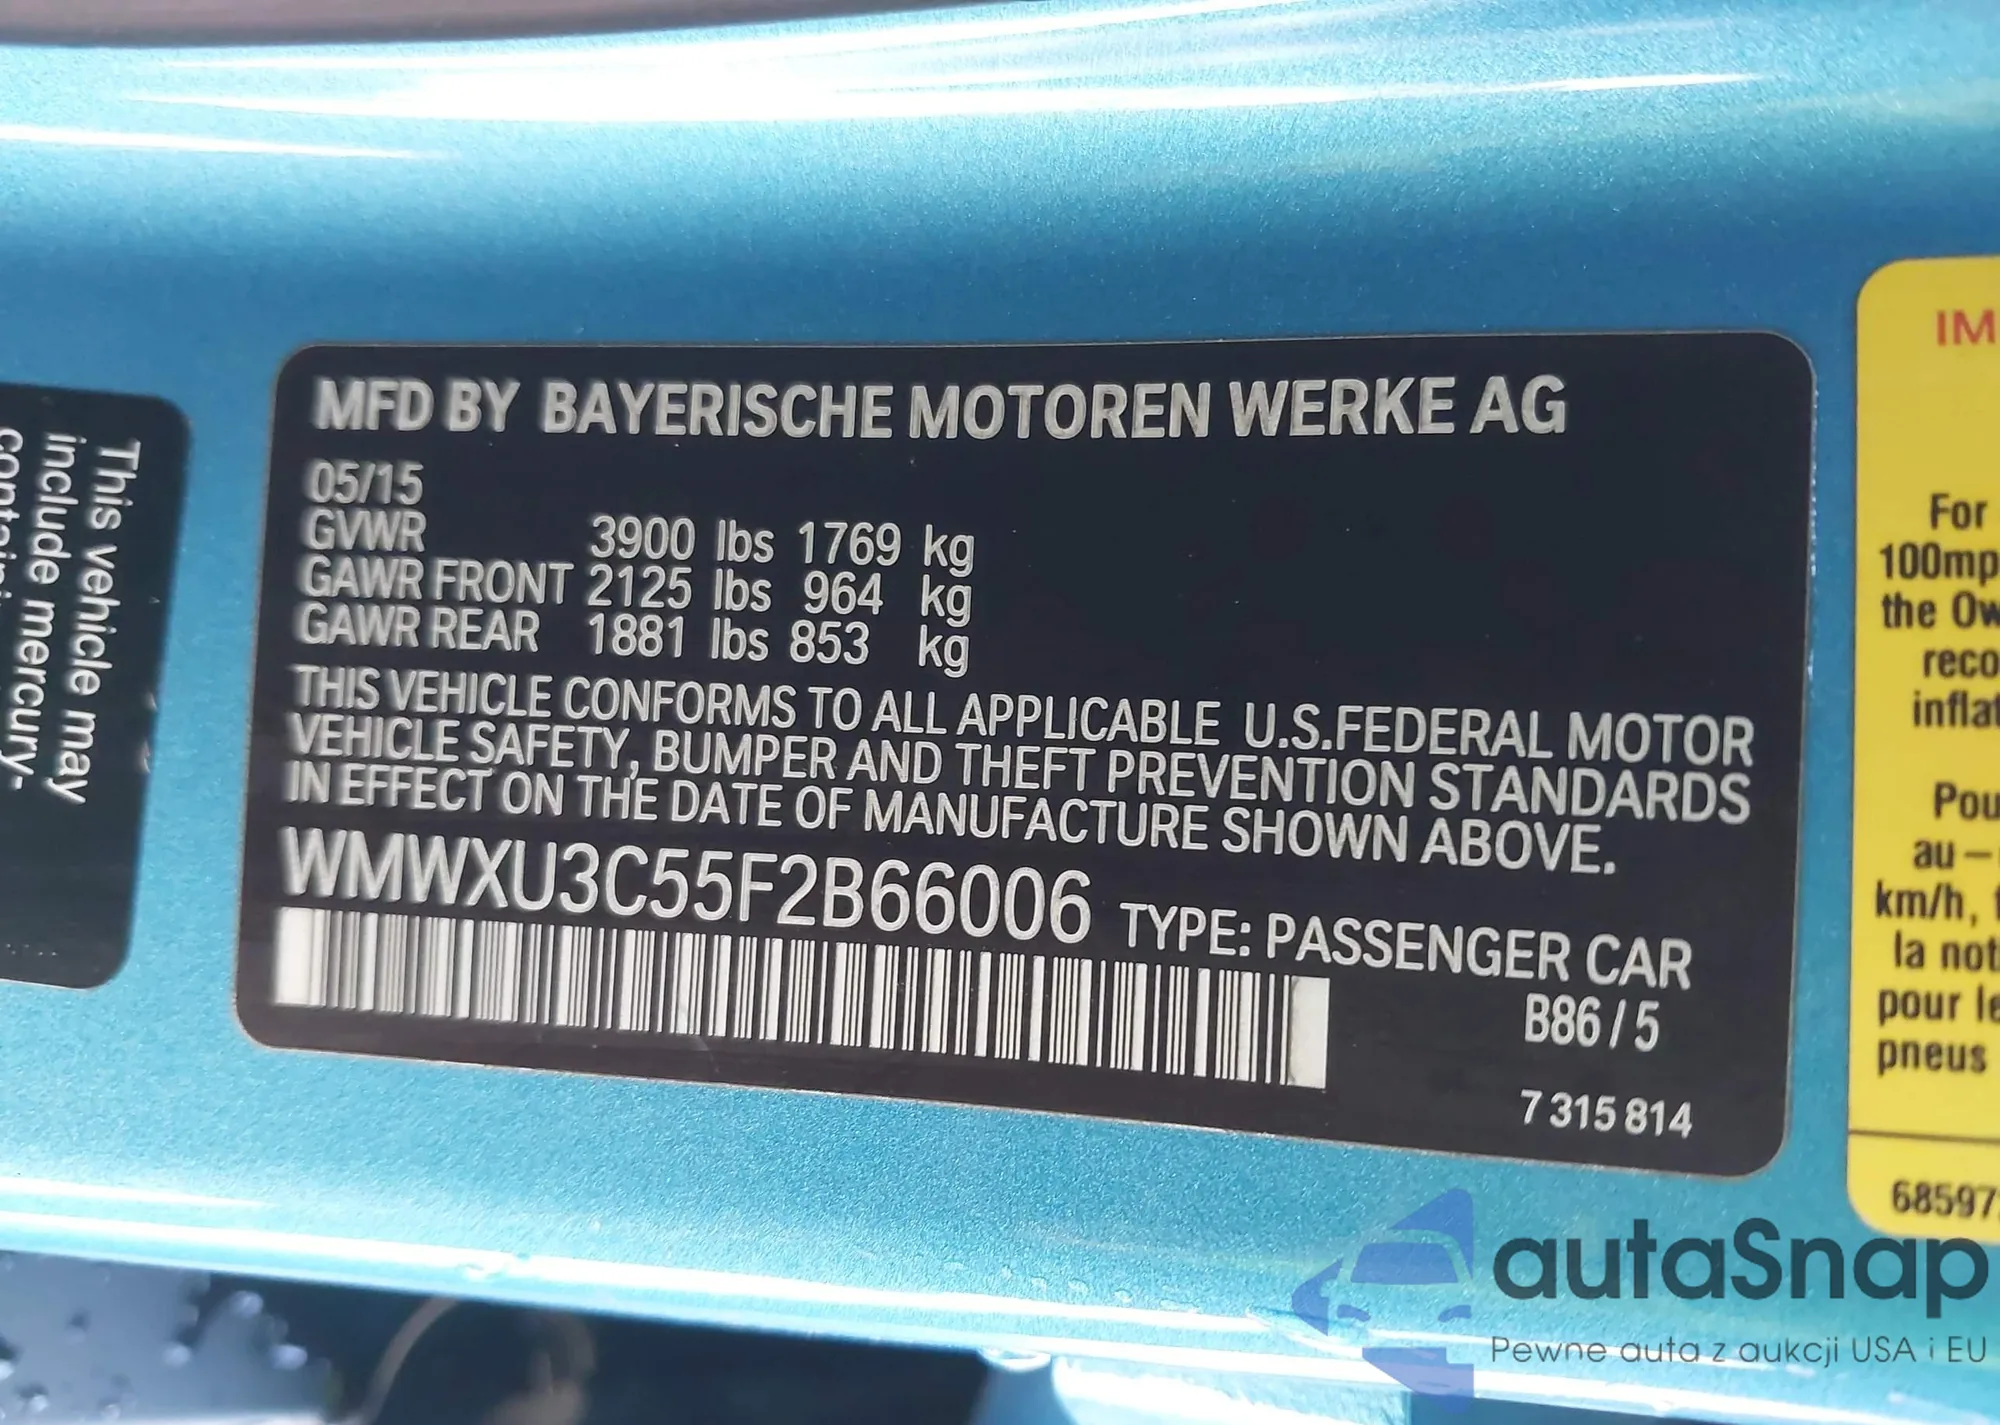 This vehicle may
include mercury-
MFD BY BAYERISCHE MOTOREN WERKE AG
05/15
GVWR 3900 lbs 1769 kg
GAWR FRONT 2125 lbs 964 kg
GAWR REAR 1881 lbs 853 kg
THIS VEHICLE CONFORMS TO ALL APPLICABLE U.S.FEDERAL MOTOR
VEHICLE SAFETY, BUMPER AND THEFT PREVENTION STANDARDS
IN EFFECT ON THE DATE OF MANUFACTURE SHOWN ABOVE.
WMWXU3C55F2B66006 TYPE: PASSENGER CAR
B86/5
7 315 814
IM
For
100mp
the Ow
reco
inflat
Pou
au –
km/h,
la not
pour le
pneus
68597
autaSnap
Pewne auta z aukcji USA i EU